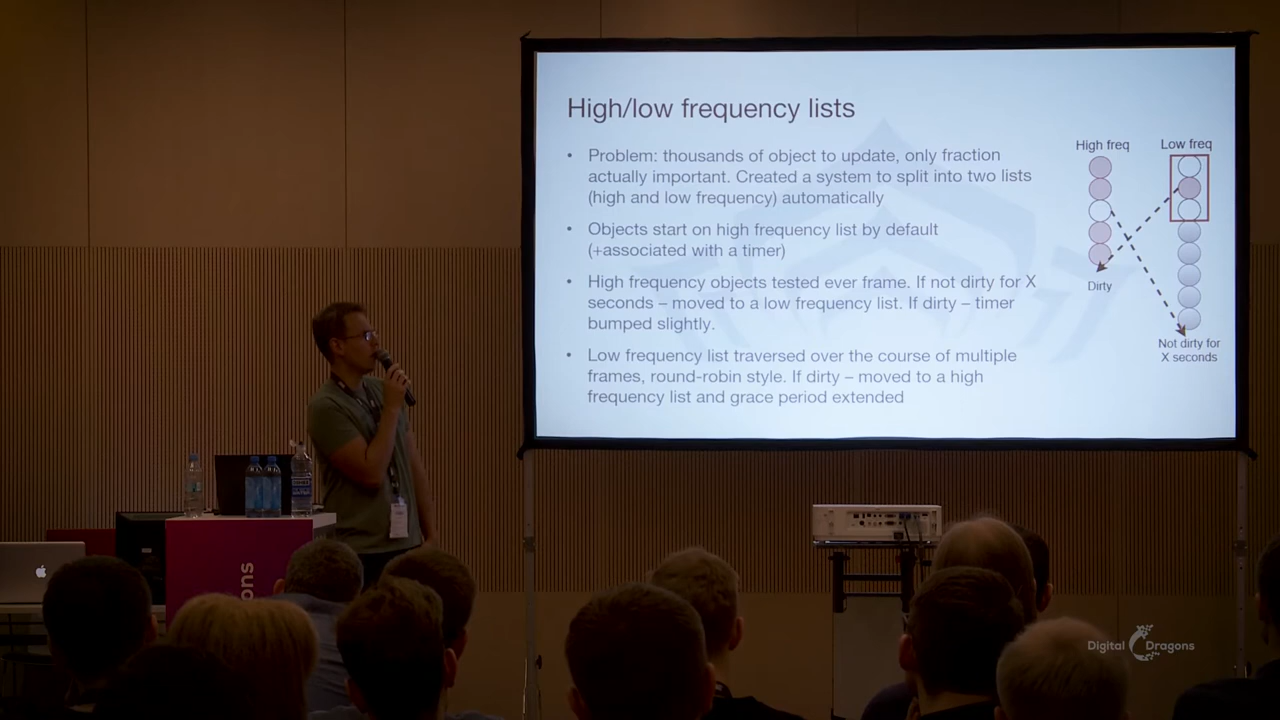 High/low frequency lists
• Problem: thousands of object to update, only fraction
actually important. Created a system to split into two lists
(high and low frequency) automatically
• Objects start on high frequency list by default
(+associated with a timer)
• High frequency objects tested ever frame. If not dirty for X
seconds – moved to a low frequency list. If dirty – timer
bumped slightly.
• Low frequency list traversed over the course of multiple
frames, round-robin style. If dirty – moved to a high
frequency list and grace period extended
High freq
Low freq
Dirty
Not dirty for
X seconds
ons
Digital Dragons